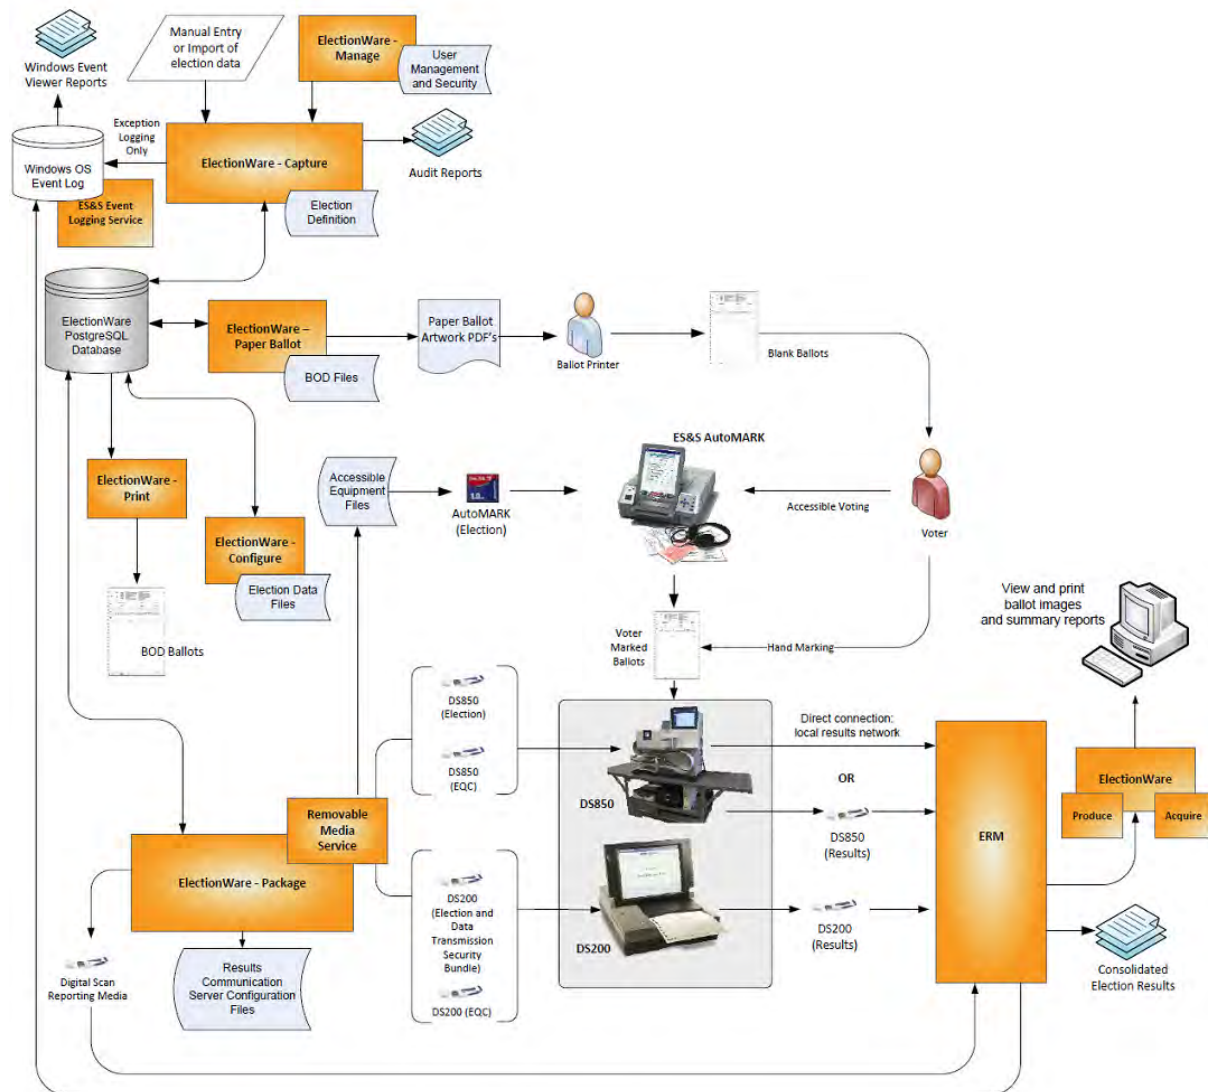 Windows Event
Viewer Reports
Manual Entry
or Import of
election data
ElectionWare -
Manage
User
Management
and Security
Exception
Logging
Only
Windows OS
Event Log
ES&S Event
Logging Service
ElectionWare - Capture
Election
Definition
Audit Reports
ElectionWare
PostgreSQL
Database
ElectionWare –
Paper Ballot
BOD Files
Paper Ballot
Artwork PDF's
Ballot Printer
Blank Ballots
ElectionWare -
Print
BOD Ballots
ElectionWare -
Configure
Election Data
Files
Accessible
Equipment
Files
AutoMARK
(Election)
ES&S AutoMARK
Accessible Voting
Voter
Voter
Marked
Ballots
Hand Marking
View and print
ballot images
and summary reports
DS850
(Election)
DS850
(EQC)
DS850
Direct connection:
local results network
OR
DS850
(Results)
ERM
ElectionWare
Produce
Acquire
Removable
Media
Service
ElectionWare - Package
DS200
(Election and
Data
Transmission
Security
Bundle)
DS200 (EQC)
DS200
DS200
(Results)
Consolidated
Election Results
Digital Scan
Reporting Media
Results
Communication
Server Configuration
Files